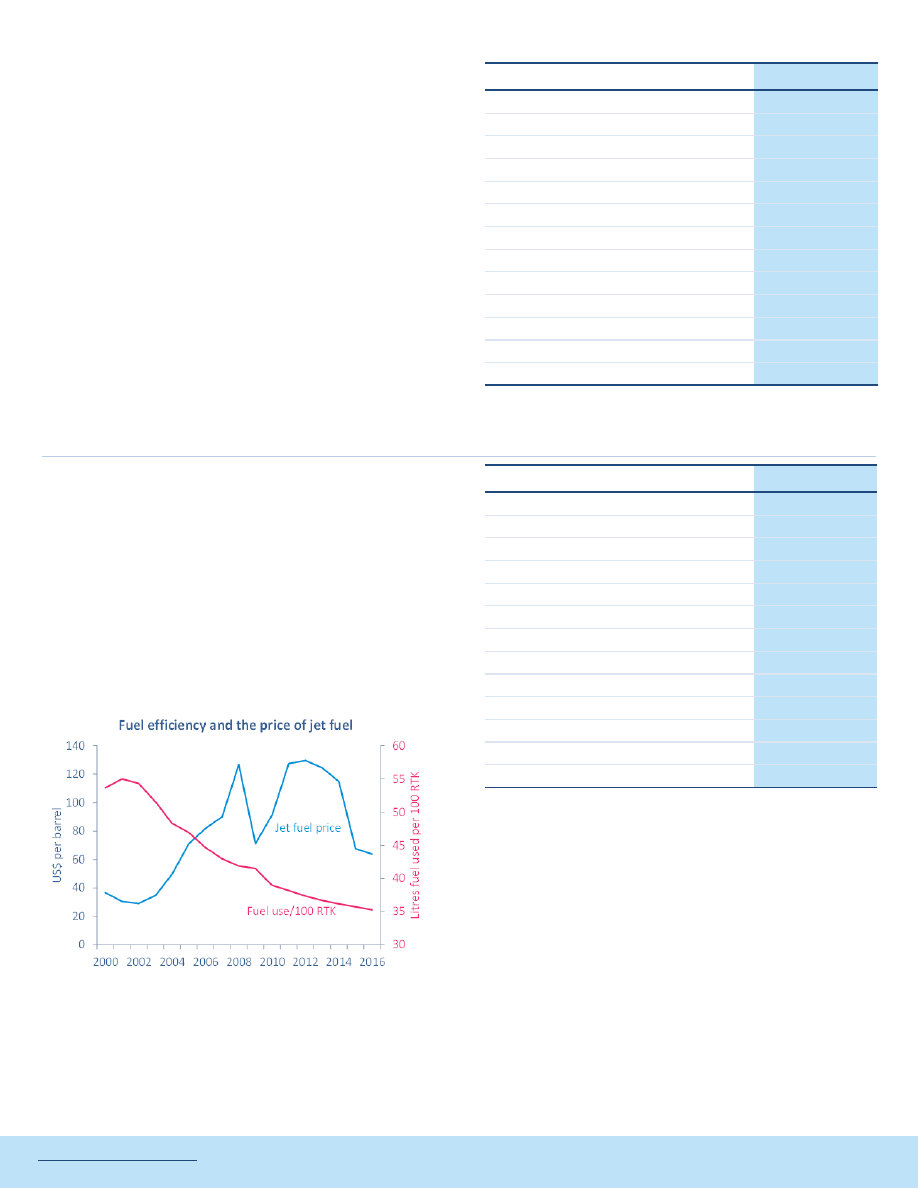 Fuel efficiency and the price of jet fuel
140
120
100
80
60
40
20
0
US$ per barrel
60
55
50
45
40
35
30
Litres fuel used per 100 RTK
Jet fuel price
Fuel use/100 RTK
2000 2002 2004 2006 2008 2010 2012 2014 2016